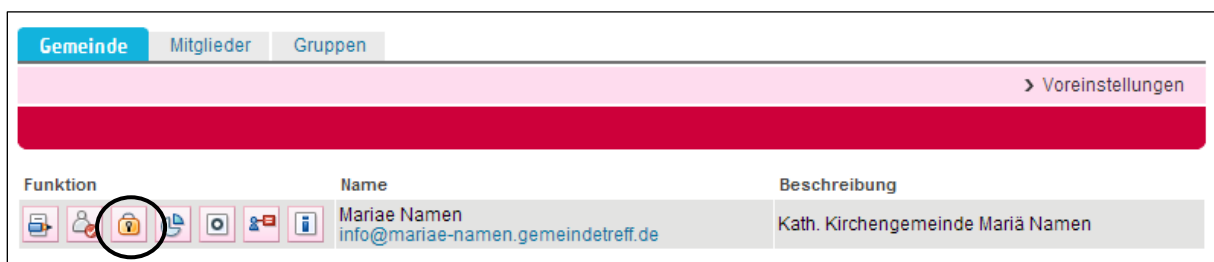 Gemeinde Mitglieder Gruppen
› Voreinstellungen
Funktion Name Beschreibung
Mariae Namen
info@mariae-namen.gemeindetreff.de
Kath. Kirchengemeinde Mariä Namen